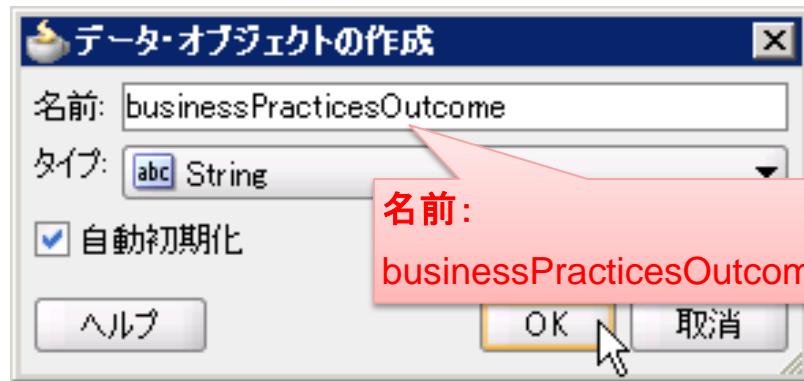 データ・オブジェクトの作成
名前: businessPracticesOutcome
タイプ: abc String
名前:
businessPracticesOutcom
自動初期化
ヘルプ OK 取消